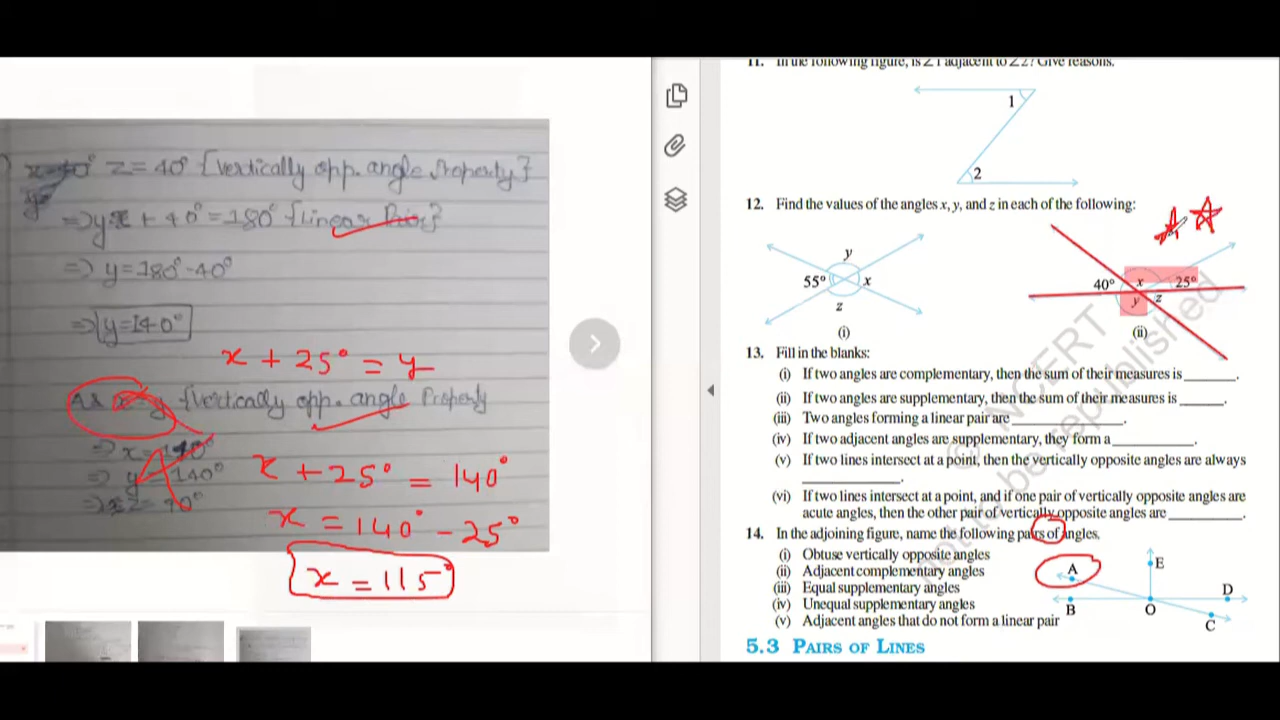 z = 40° {Vertically opp. angle Property}
⇒ y + 40° = 180° {Linear Pair}
⇒ y = 180° - 40°
⇒ y = 140°
x + 25° = y
As x = y {Vertically opp. angle Property
⇒ x = 140°
⇒ y = 140°
x + 25° = 140°
x = 140° - 25°
x = 115°
11. In the following figure, is ∠1 adjacent to ∠2? Give reasons.
1
2
12. Find the values of the angles x, y, and z in each of the following:
y
55°
x
z
(i)
40°
x
25°
y
z
(ii)
13. Fill in the blanks:
(i) If two angles are complementary, then the sum of their measures is _______.
(ii) If two angles are supplementary, then the sum of their measures is ______.
(iii) Two angles forming a linear pair are _______________.
(iv) If two adjacent angles are supplementary, they form a ___________.
(v) If two lines intersect at a point, then the vertically opposite angles are always
_____________.
(vi) If two lines intersect at a point, and if one pair of vertically opposite angles are
acute angles, then the other pair of vertically opposite angles are __________.
14. In the adjoining figure, name the following pairs of angles.
(i) Obtuse vertically opposite angles
(ii) Adjacent complementary angles
(iii) Equal supplementary angles
(iv) Unequal supplementary angles
(v) Adjacent angles that do not form a linear pair
A
E
B
O
D
C
5.3 PAIRS OF LINES
© NCERT
not to be republished